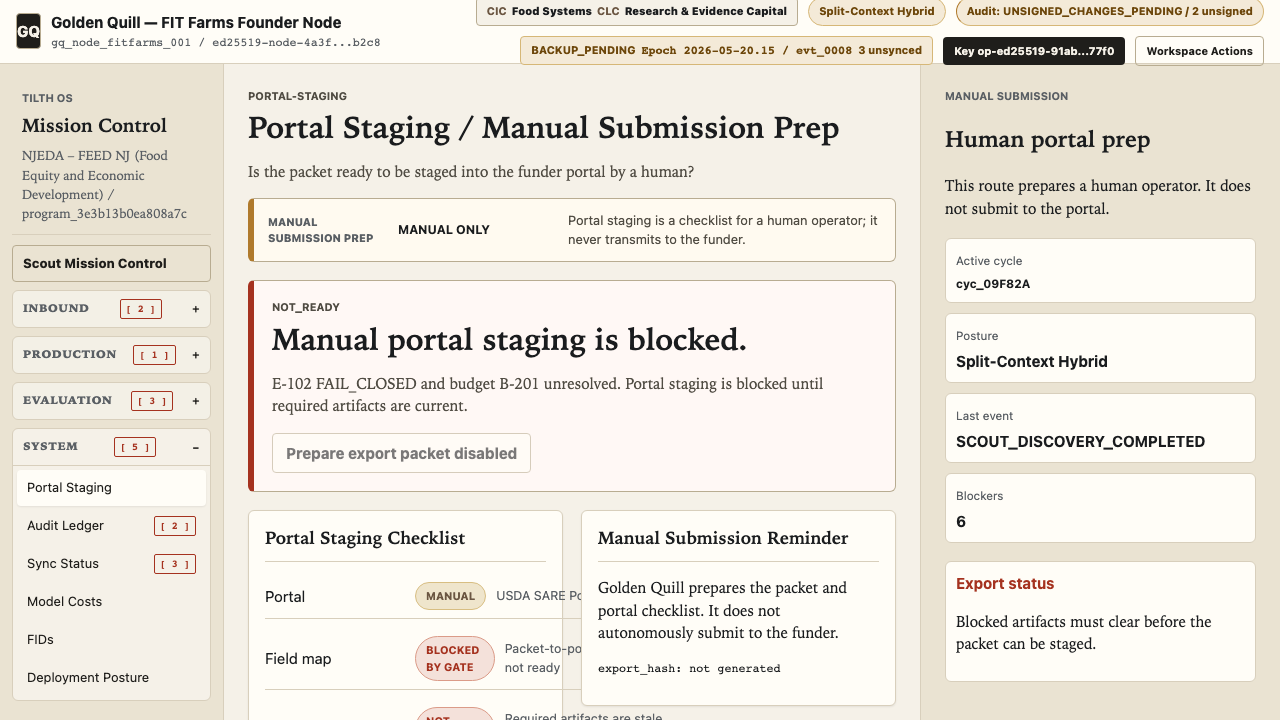 GQ
Golden Quill — FIT Farms Founder Node
gq_node_fitfarms_001 / ed25519-node-4a3f...b2c8
CIC Food Systems CLC Research & Evidence Capital
Split-Context Hybrid
Audit: UNSIGNED_CHANGES_PENDING / 2 unsigned
BACKUP_PENDING Epoch 2026-05-20.15 / evt_0008 3 unsynced
Key op-ed25519-91ab...77f0
Workspace Actions
TILTH OS
Mission Control
NJEDA – FEED NJ (Food
Equity and Economic
Development) /
program_3e3b13b0ea808a7c
Scout Mission Control
INBOUND [ 2 ] +
PRODUCTION [ 1 ] +
EVALUATION [ 3 ] +
SYSTEM [ 5 ] –
Portal Staging
Audit Ledger [ 2 ]
Sync Status [ 3 ]
Model Costs
FIDs
Deployment Posture
PORTAL-STAGING
Portal Staging / Manual Submission Prep
Is the packet ready to be staged into the funder portal by a human?
MANUAL
SUBMISSION PREP
MANUAL ONLY
Portal staging is a checklist for a human operator; it
never transmits to the funder.
NOT_READY
Manual portal staging is blocked.
E-102 FAIL_CLOSED and budget B-201 unresolved. Portal staging is blocked until
required artifacts are current.
Prepare export packet disabled
Portal Staging Checklist
Portal MANUAL USDA SARE
Field map
BLOCKED
BY GATE
not ready
NOT
Required artifacts are stale
Manual Submission Reminder
Golden Quill prepares the packet and
portal checklist. It does not
autonomously submit to the funder.
export_hash: not generated
MANUAL SUBMISSION
Human portal prep
This route prepares a human operator. It does
not submit to the portal.
Active cycle
cyc_09F82A
Posture
Split-Context Hybrid
Last event
SCOUT_DISCOVERY_COMPLETED
Blockers
6
Export status
Blocked artifacts must clear before the
packet can be staged.